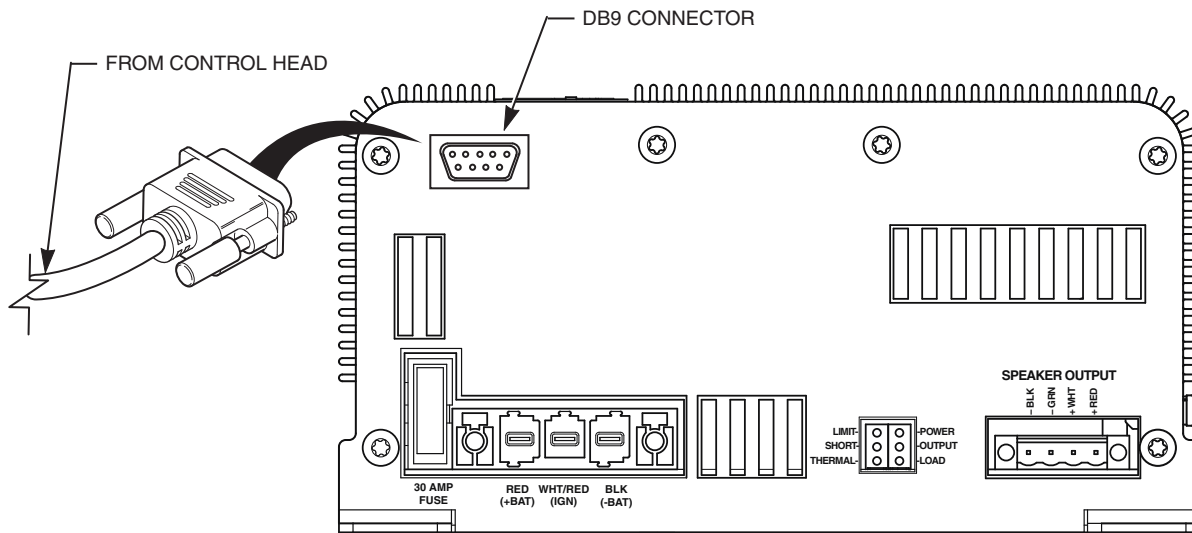 DB9 CONNECTOR
FROM CONTROL HEAD
SPEAKER OUTPUT
– BLK
– GRN
+ WHT
+ RED
LIMIT-
-POWER
SHORT-
-OUTPUT
THERMAL-
-LOAD
30 AMP
FUSE
RED
(+BAT)
WHT/RED
(IGN)
BLK
(-BAT)